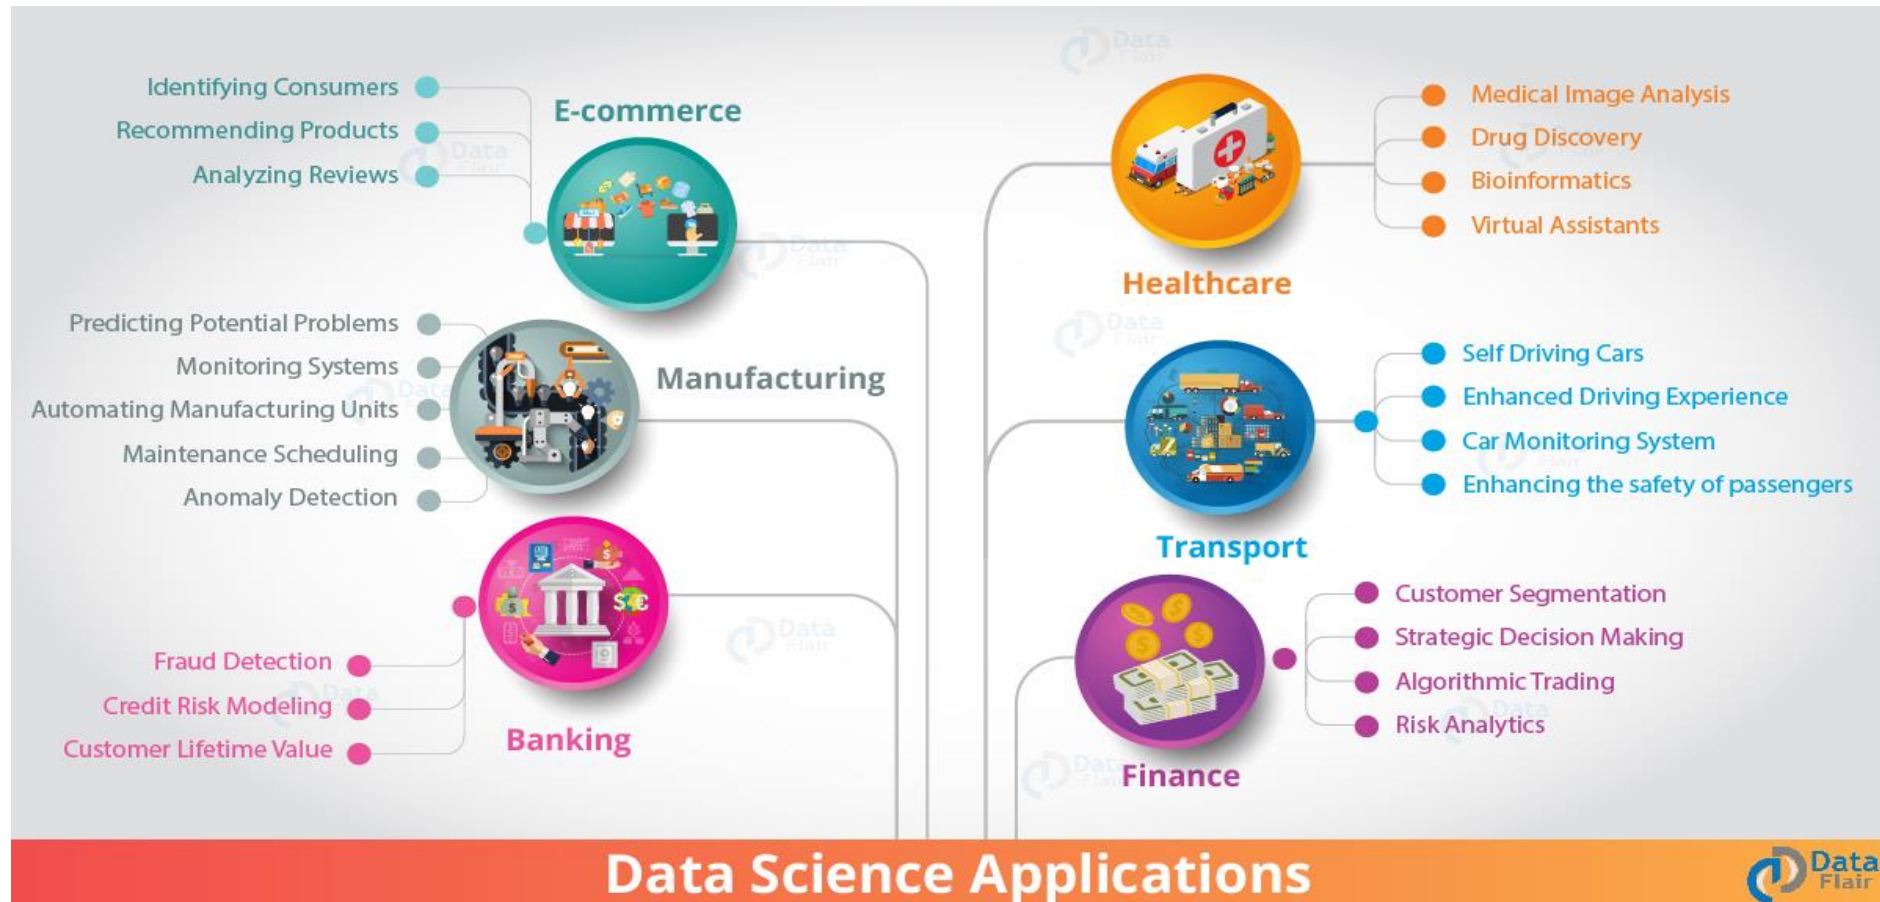 Identifying Consumers
Recommending Products
Analyzing Reviews
E-commerce
Predicting Potential Problems
Monitoring Systems
Automating Manufacturing Units
Maintenance Scheduling
Anomaly Detection
Manufacturing
Fraud Detection
Credit Risk Modeling
Customer Lifetime Value
Banking
Medical Image Analysis
Drug Discovery
Bioinformatics
Virtual Assistants
Healthcare
Self Driving Cars
Enhanced Driving Experience
Car Monitoring System
Enhancing the safety of passengers
Transport
Customer Segmentation
Strategic Decision Making
Algorithmic Trading
Risk Analytics
Finance
Data Science Applications
Data
Flair